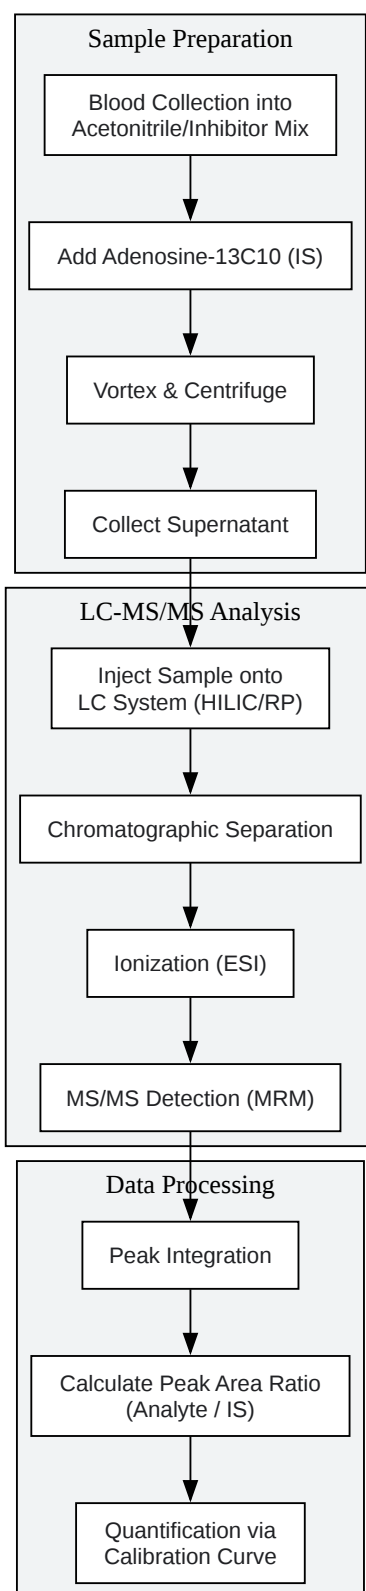 Sample Preparation
Blood Collection into
Acetonitrile/Inhibitor Mix
Add Adenosine-13C10 (IS)
Vortex & Centrifuge
Collect Supernatant
LC-MS/MS Analysis
Inject Sample onto
LC System (HILIC/RP)
Chromatographic Separation
Ionization (ESI)
MS/MS Detection (MRM)
Data Processing
Peak Integration
Calculate Peak Area Ratio
(Analyte / IS)
Quantification via
Calibration Curve